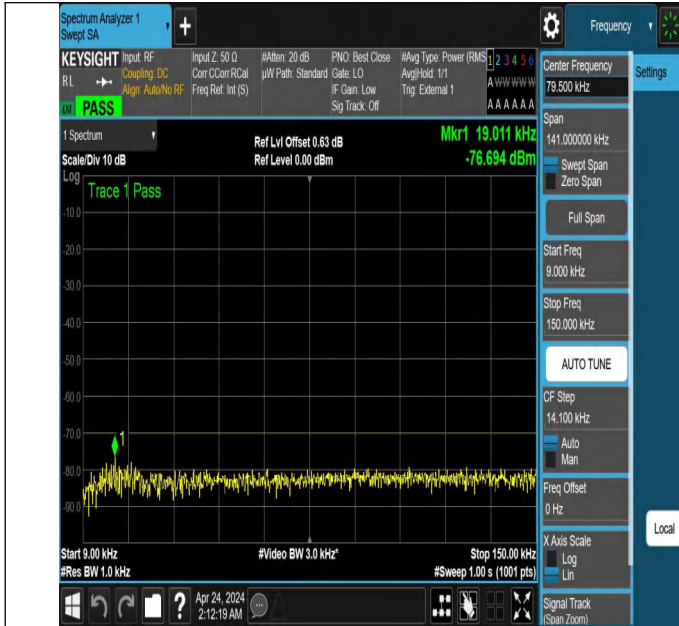 Spectrum Analyzer 1
Swept SA
+
Frequency
KEYSIGHT
RL
PASS
Input: RF
Coupling: DC
Align: Auto/No RF
Input Z: 50 Ω
Corr CCorr RCal
Freq Ref: Int (S)
#Atten: 20 dB
µW Path: Standard
PNO: Best Close
Gate: LO
IF Gain: Low
Sig Track: Off
#Avg Type: Power (RMS
Avg|Hold: 1/1
Trig: External 1
1 2 3 4 5 6
A W W W W W
A A A A A A
1 Spectrum
Scale/Div 10 dB
Ref Lvl Offset 0.63 dB
Ref Level 0.00 dBm
Mkr1 19.011 kHz
-76.694 dBm
Log
Trace 1 Pass
-10.0
-20.0
-30.0
-40.0
-50.0
-60.0
-70.0
-80.0
-90.0
1
Start 9.00 kHz
#Res BW 1.0 kHz
#Video BW 3.0 kHz*
Stop 150.00 kHz
#Sweep 1.00 s (1001 pts)
Center Frequency
79.500 kHz
Span
141.000000 kHz
Swept Span
Zero Span
Full Span
Start Freq
9.000 kHz
Stop Freq
150.000 kHz
AUTO TUNE
CF Step
14.100 kHz
Auto
Man
Freq Offset
0 Hz
X Axis Scale
Log
Lin
Signal Track
(Span Zoom)
Settings
Local
?
Apr 24, 2024
2:12:19 AM